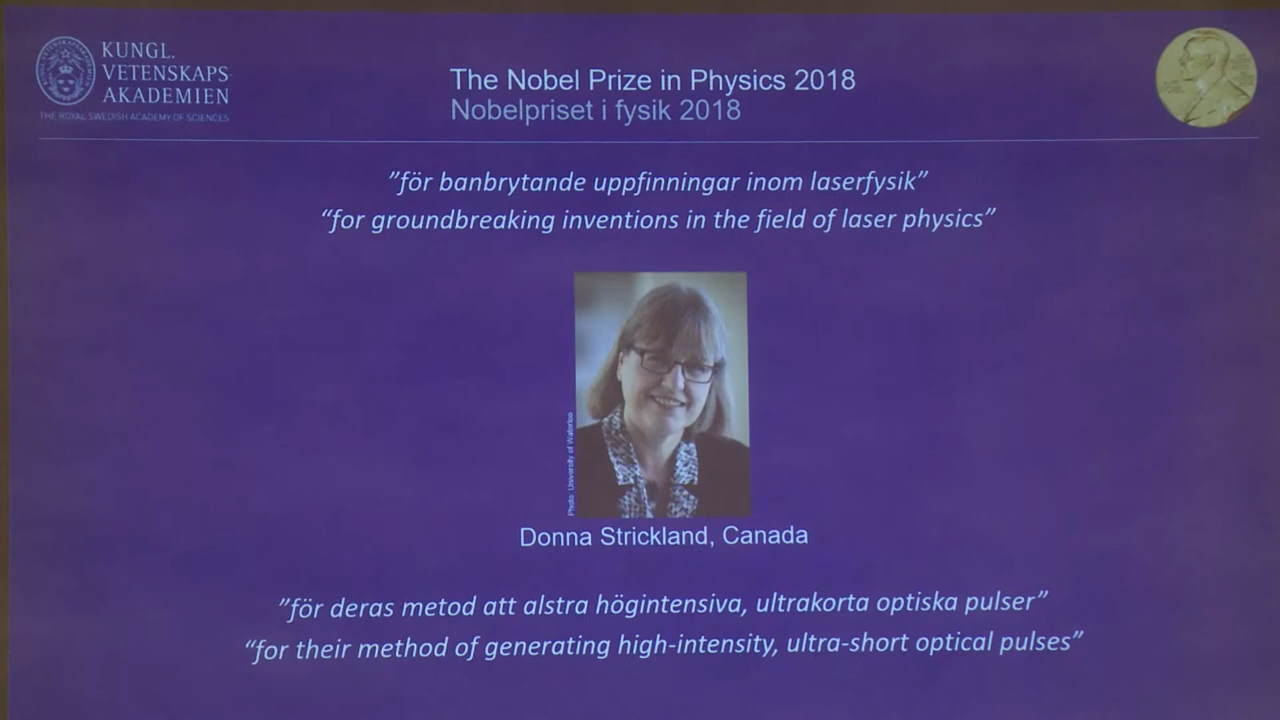 KUNGL.
VETENSKAPS
AKADEMIEN
THE ROYAL SWEDISH ACADEMY OF SCIENCES
The Nobel Prize in Physics 2018
Nobelpriset i fysik 2018
”för banbrytande uppfinningar inom laserfysik”
“for groundbreaking inventions in the field of laser physics”
Photo: University of Waterloo
Donna Strickland, Canada
”för deras metod att alstra högintensiva, ultrakorta optiska pulser”
“for their method of generating high-intensity, ultra-short optical pulses”